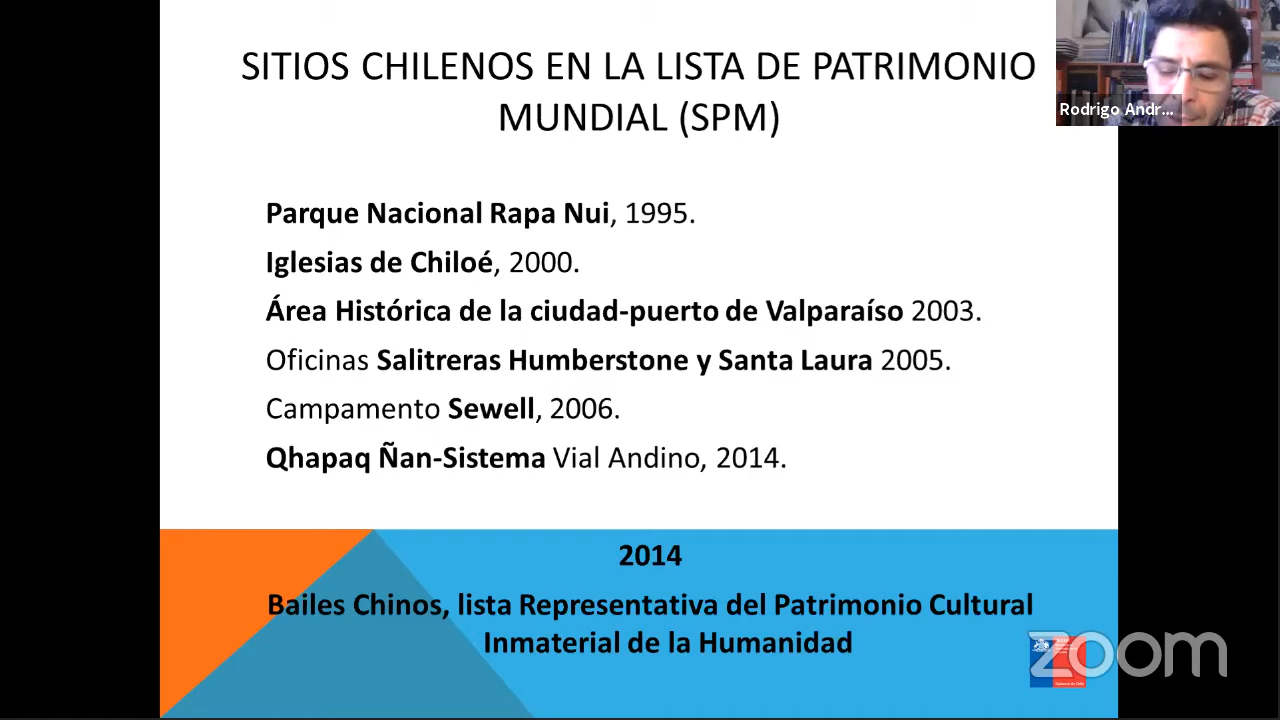 SITIOS CHILENOS EN LA LISTA DE PATRIMONIO
MUNDIAL (SPM)
Rodrigo Andr...
Parque Nacional Rapa Nui, 1995.
Iglesias de Chiloé, 2000.
Área Histórica de la ciudad-puerto de Valparaíso 2003.
Oficinas Salitreras Humberstone y Santa Laura 2005.
Campamento Sewell, 2006.
Qhapaq Ñan-Sistema Vial Andino, 2014.
2014
Bailes Chinos, lista Representativa del Patrimonio Cultural
Inmaterial de la Humanidad
zoom
Gobierno de Chile